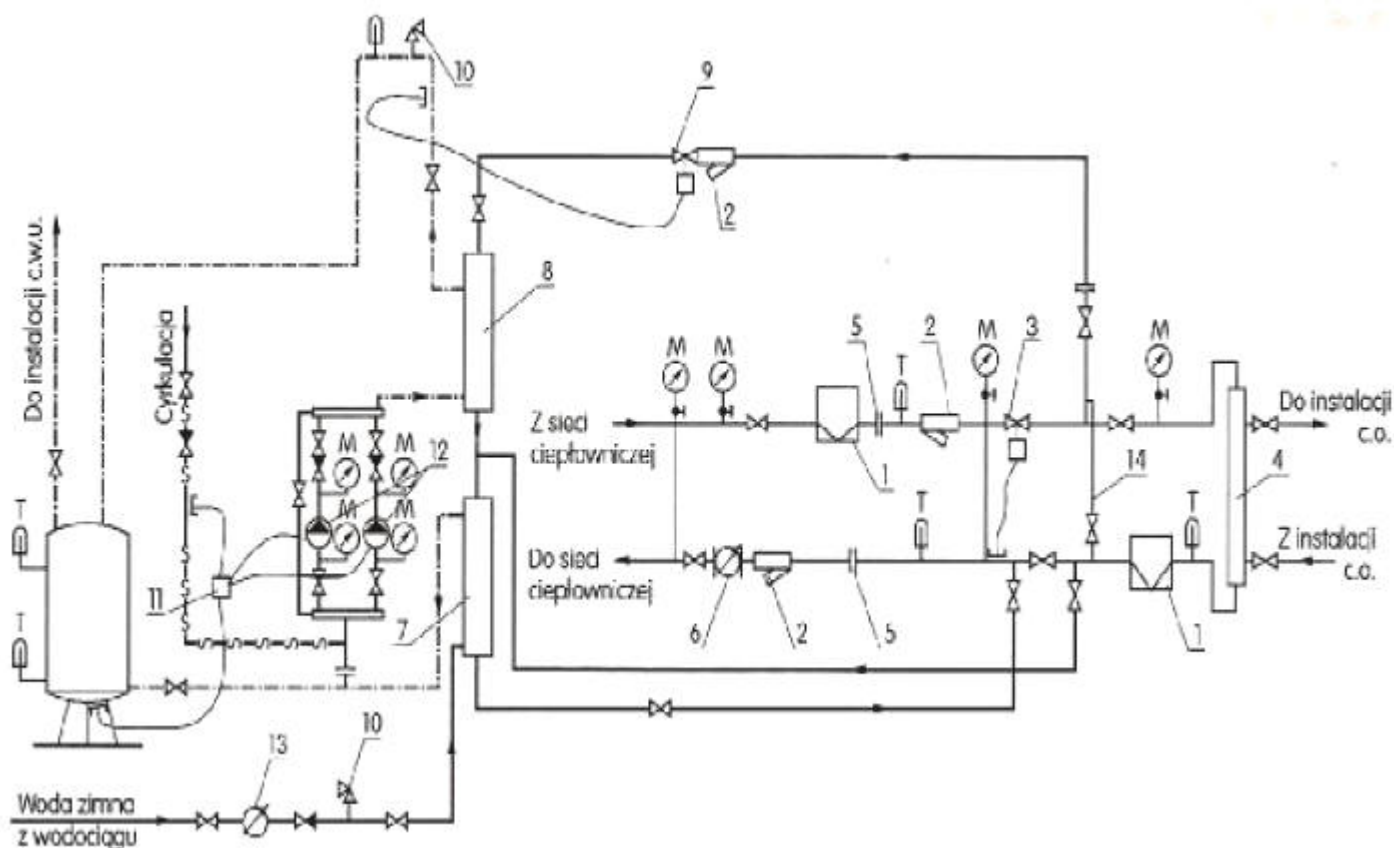 10
9
2
Do instalacji c.w.u.
Cyrkulacja
8
M
M
5
T
2
M
3
M
Z sieci
ciepłowniczej
1
Do instalacji
c.o.
14
4
M
M
12
M
M
T
T
T
Do sieci
ciepłowniczej
Z instalacji
c.o.
11
7
6
2
5
1
T
13
10
Woda zimna
z wodociągu